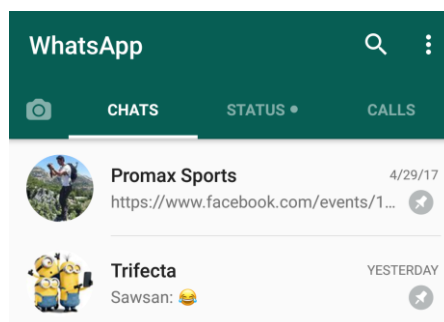 WhatsApp
CHATS STATUS CALLS
Promax Sports 4/29/17
https://www.facebook.com/events/1...
Trifecta YESTERDAY
Sawsan: 😂